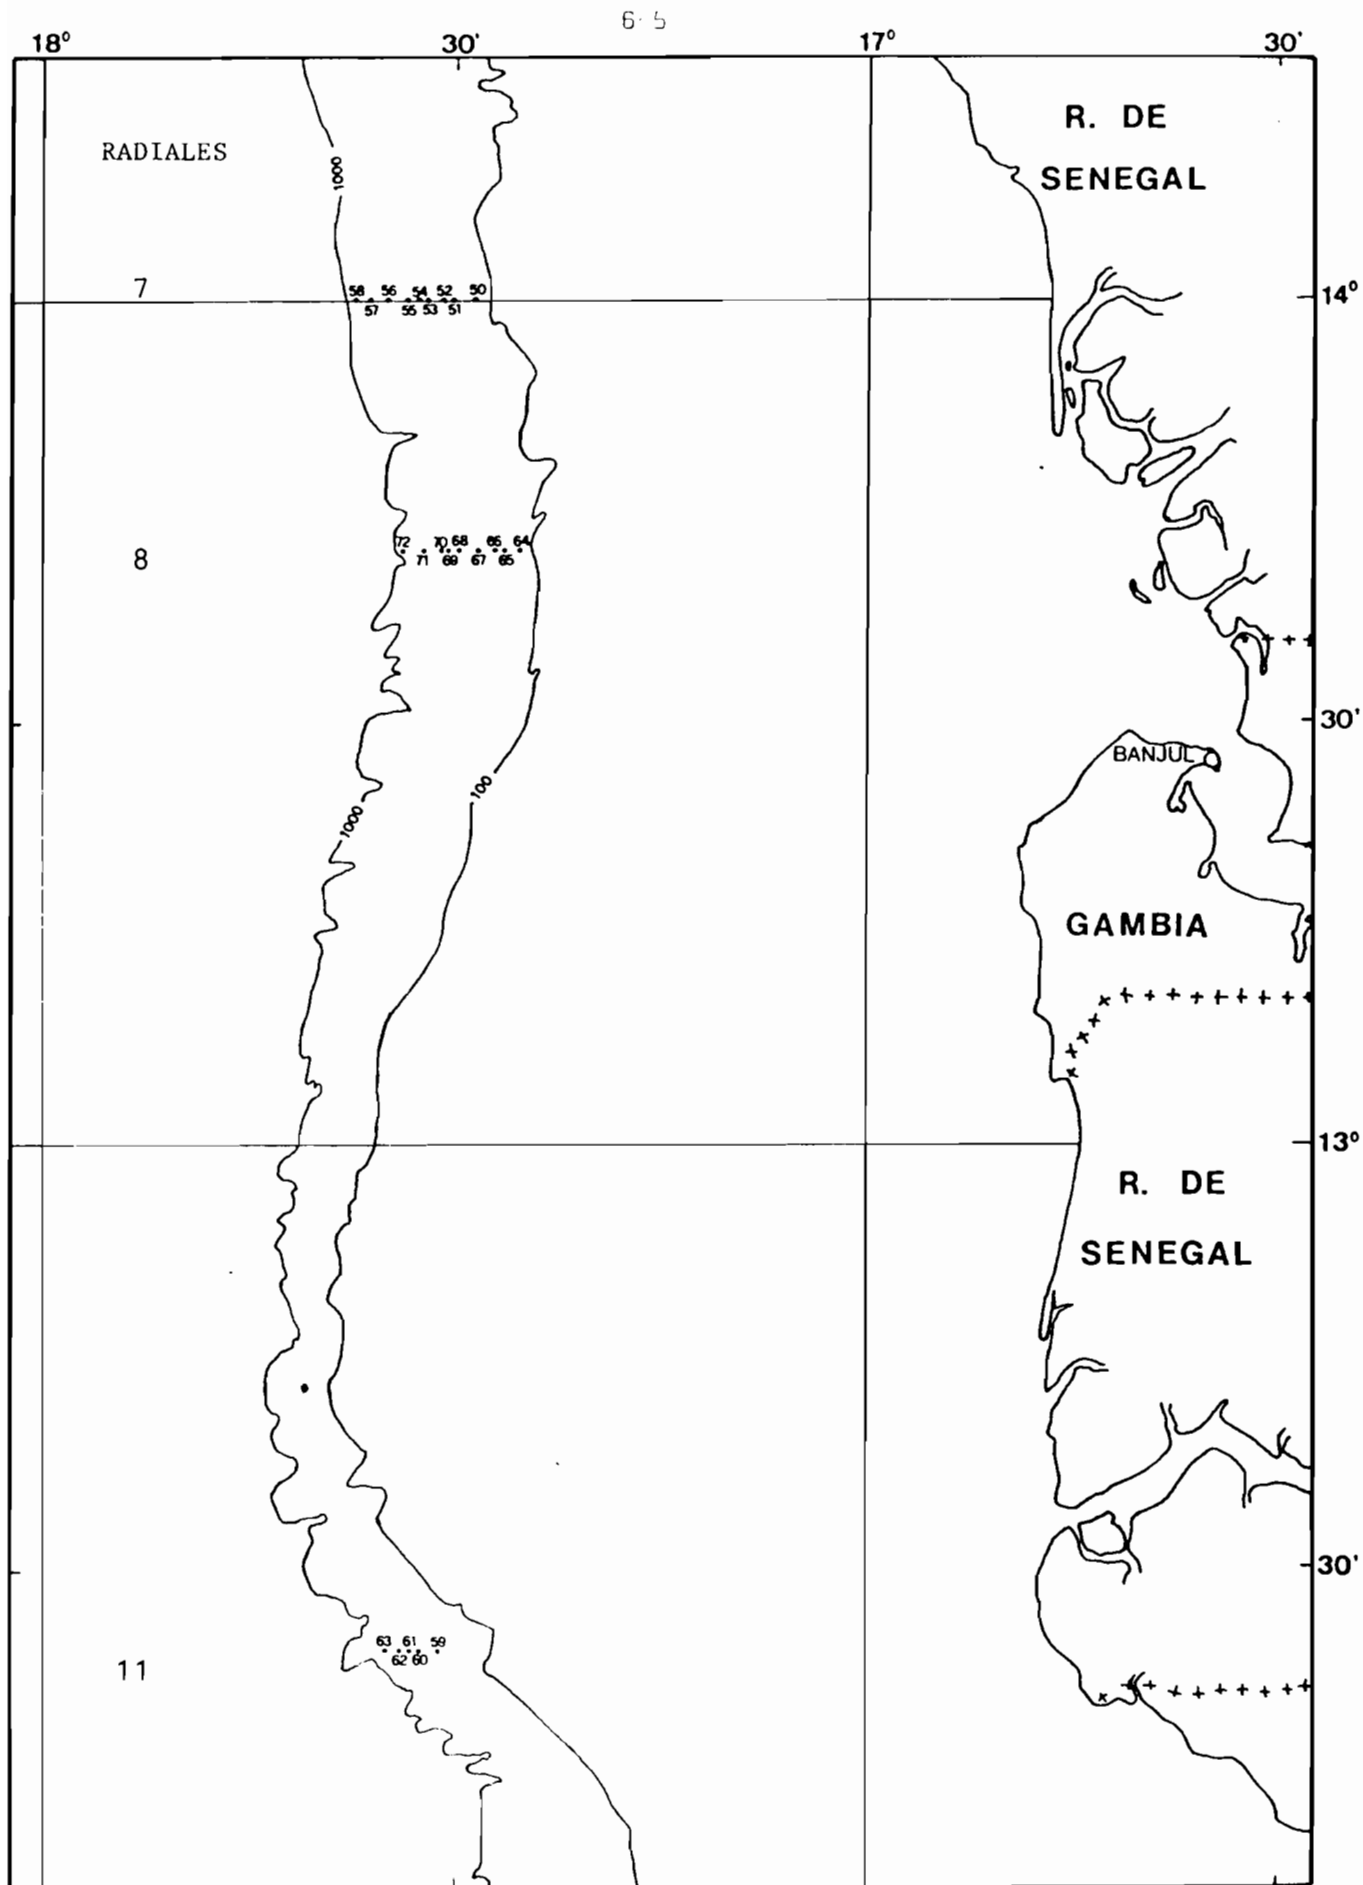 6-5
18° 30' 17° 30'
R. DE
SENEGAL
RADIALES
1000
7
58 56 54 52 50
57 55 53 51
14°
8
72 70 68 66 64
71 69 67 65
30'
BANJUL
100
1000
GAMBIA
13°
R. DE
SENEGAL
30'
63 61 59
62 60
11